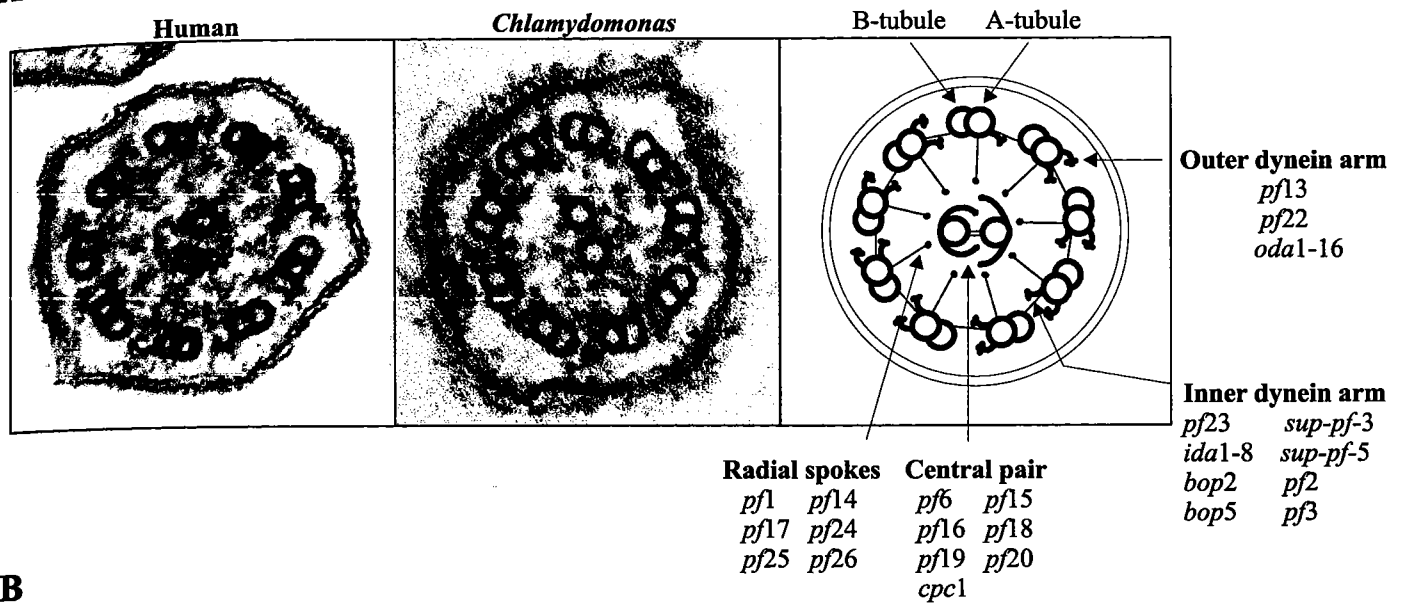 Human
Chlamydomonas
B-tubule A-tubule
Outer dynein arm
pf13
pf22
oda1-16
Inner dynein arm
pf23 sup-pf-3
ida1-8 sup-pf-5
bop2 pf2
bop5 pf3
Radial spokes Central pair
pf1 pf14 pf6 pf15
pf17 pf24 pf16 pf18
pf25 pf26 pf19 pf20
cpc1
B